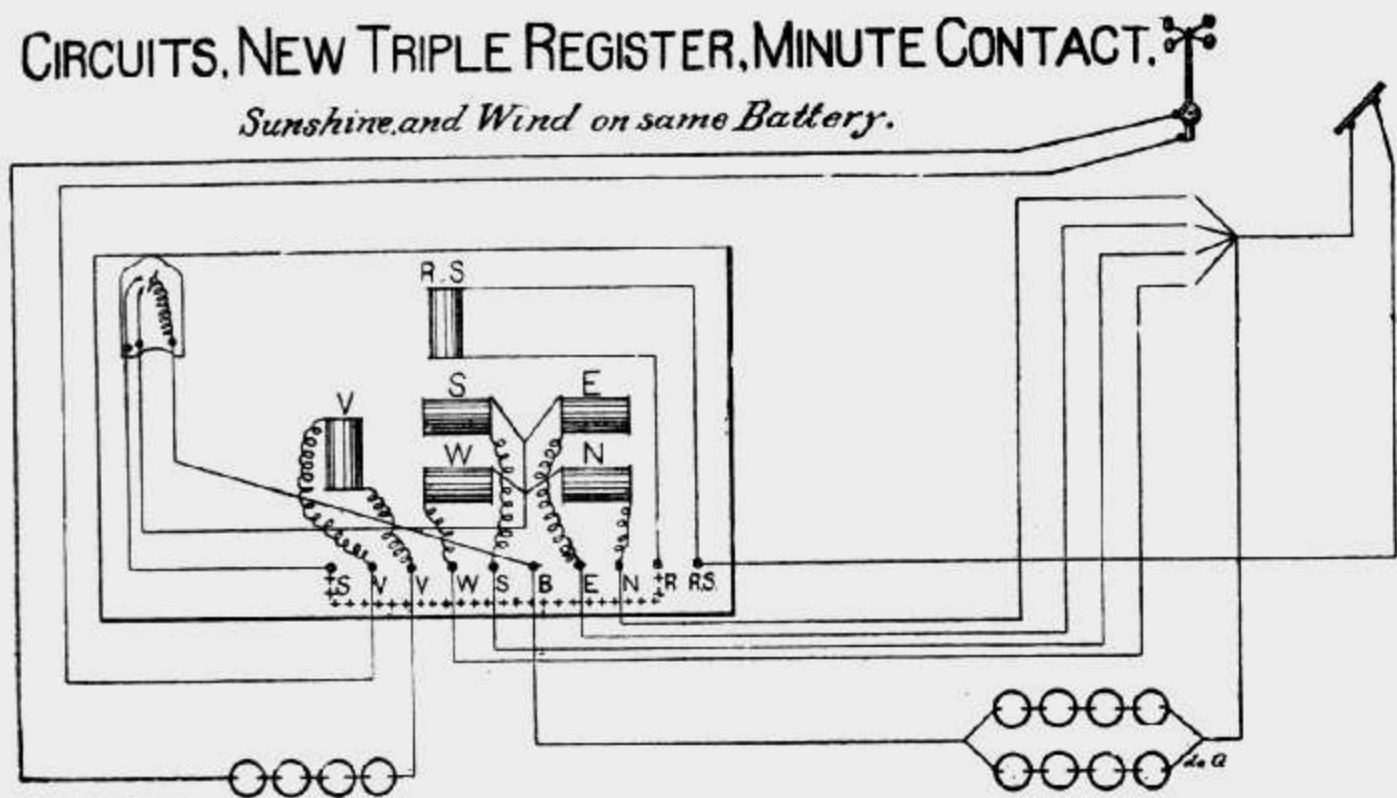 CIRCUITS, NEW TRIPLE REGISTER, MINUTE CONTACT.
Sunshine and Wind on same Battery.
R.S
S E
V
W N
S V V W S B E N R R.S.